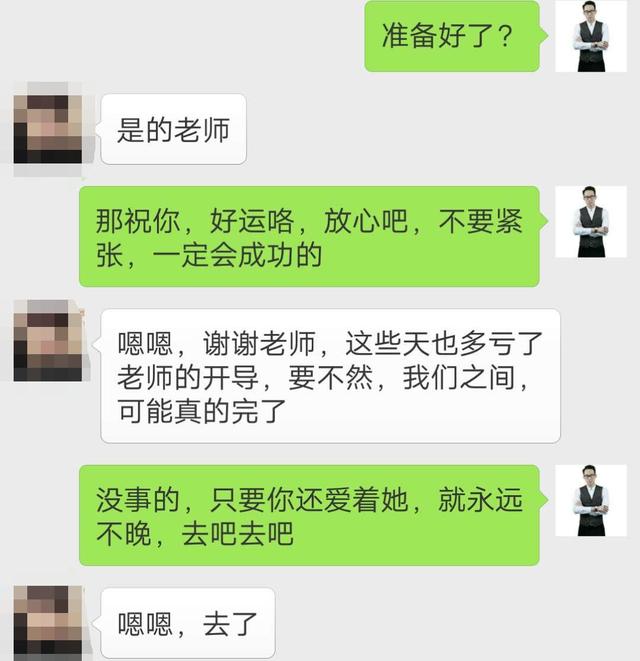 准备好了？
是的老师
那祝你，好运咯，放心吧，不要紧
张，一定会成功的
嗯嗯，谢谢老师，这些天也多亏了
老师的开导，要不然，我们之间，
可能真的完了
没事的，只要你还爱着她，就永远
不晚，去吧去吧
嗯嗯，去了